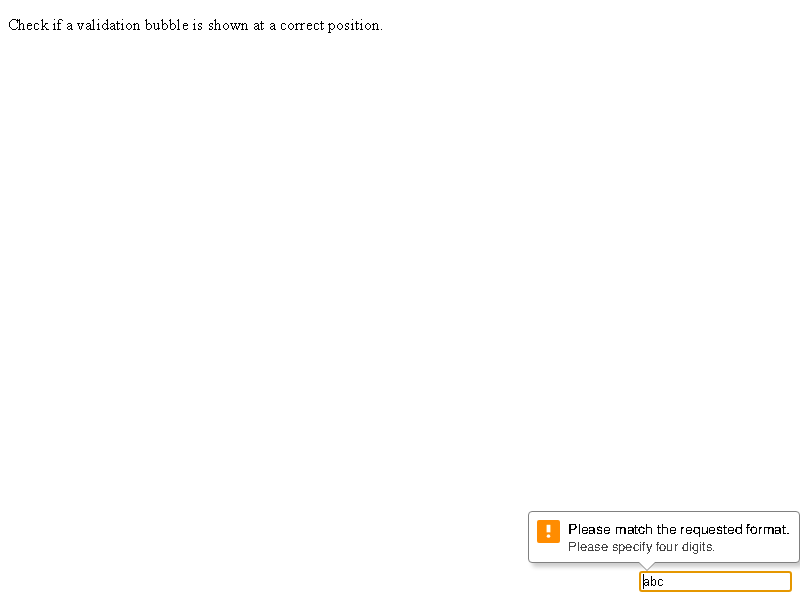 Check if a validation bubble is shown at a correct position.
Please match the requested format.
Please specify four digits.
abc